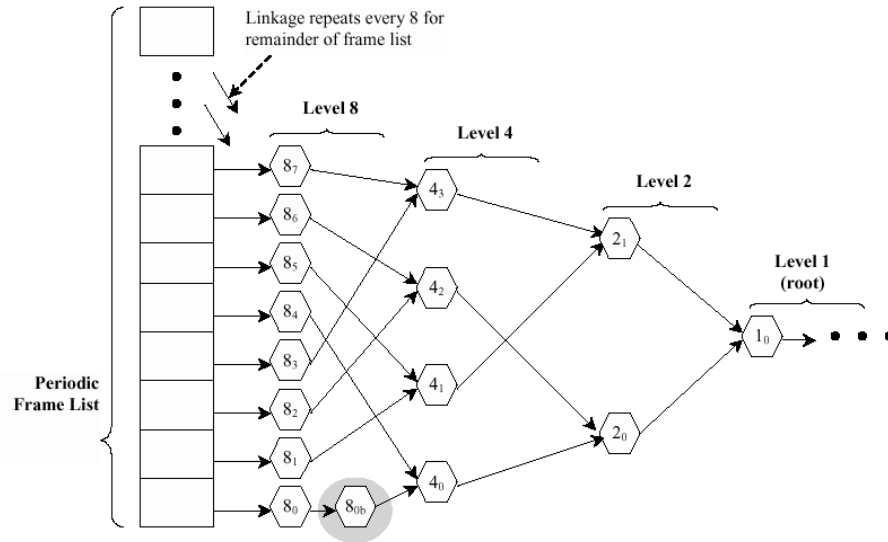 Linkage repeats every 8 for
remainder of frame list
Level 8
Level 4
Level 2
Level 1
(root)
8₇
4₃
8₆
2₁
8₅
4₂
8₄
1₀
8₃
4₁
8₂
2₀
8₁
4₀
8₀
8₀b
Periodic
Frame List